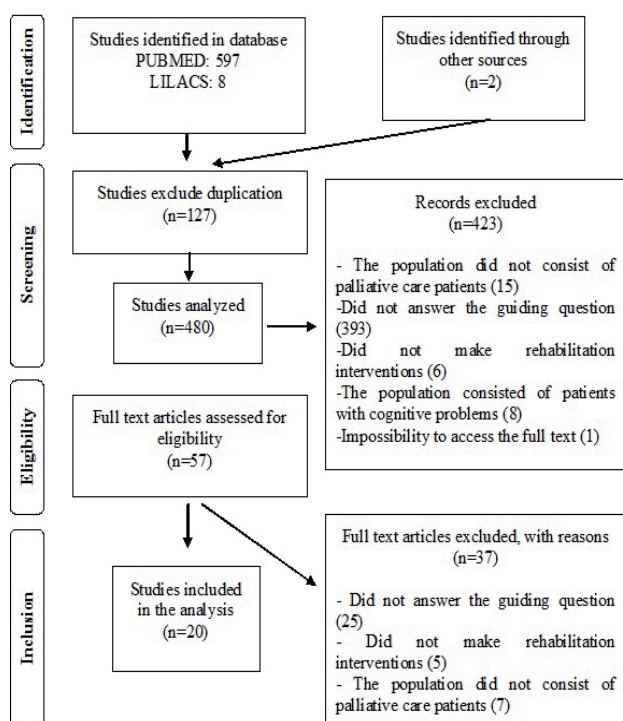 Identification
Studies identified in database
PUBMED: 597
LILACS: 8
Studies identified through
other sources
(n=2)
Screening
Studies exclude duplication
(n=127)
Studies analyzed
(n=480)
Records excluded
(n=423)
- The population did not consist of
palliative care patients (15)
-Did not answer the guiding question
(393)
-Did not make rehabilitation
interventions (6)
-The population consisted of patients
with cognitive problems (8)
-Impossibility to access the full text (1)
Eligibility
Full text articles assessed for
eligibility
(n=57)
Inclusion
Studies included
in the analysis
(n=20)
Full text articles excluded, with reasons
(n=37)
- Did not answer the guiding question
(25)
- Did not make rehabilitation
interventions (5)
- The population did not consist of
palliative care patients (7)